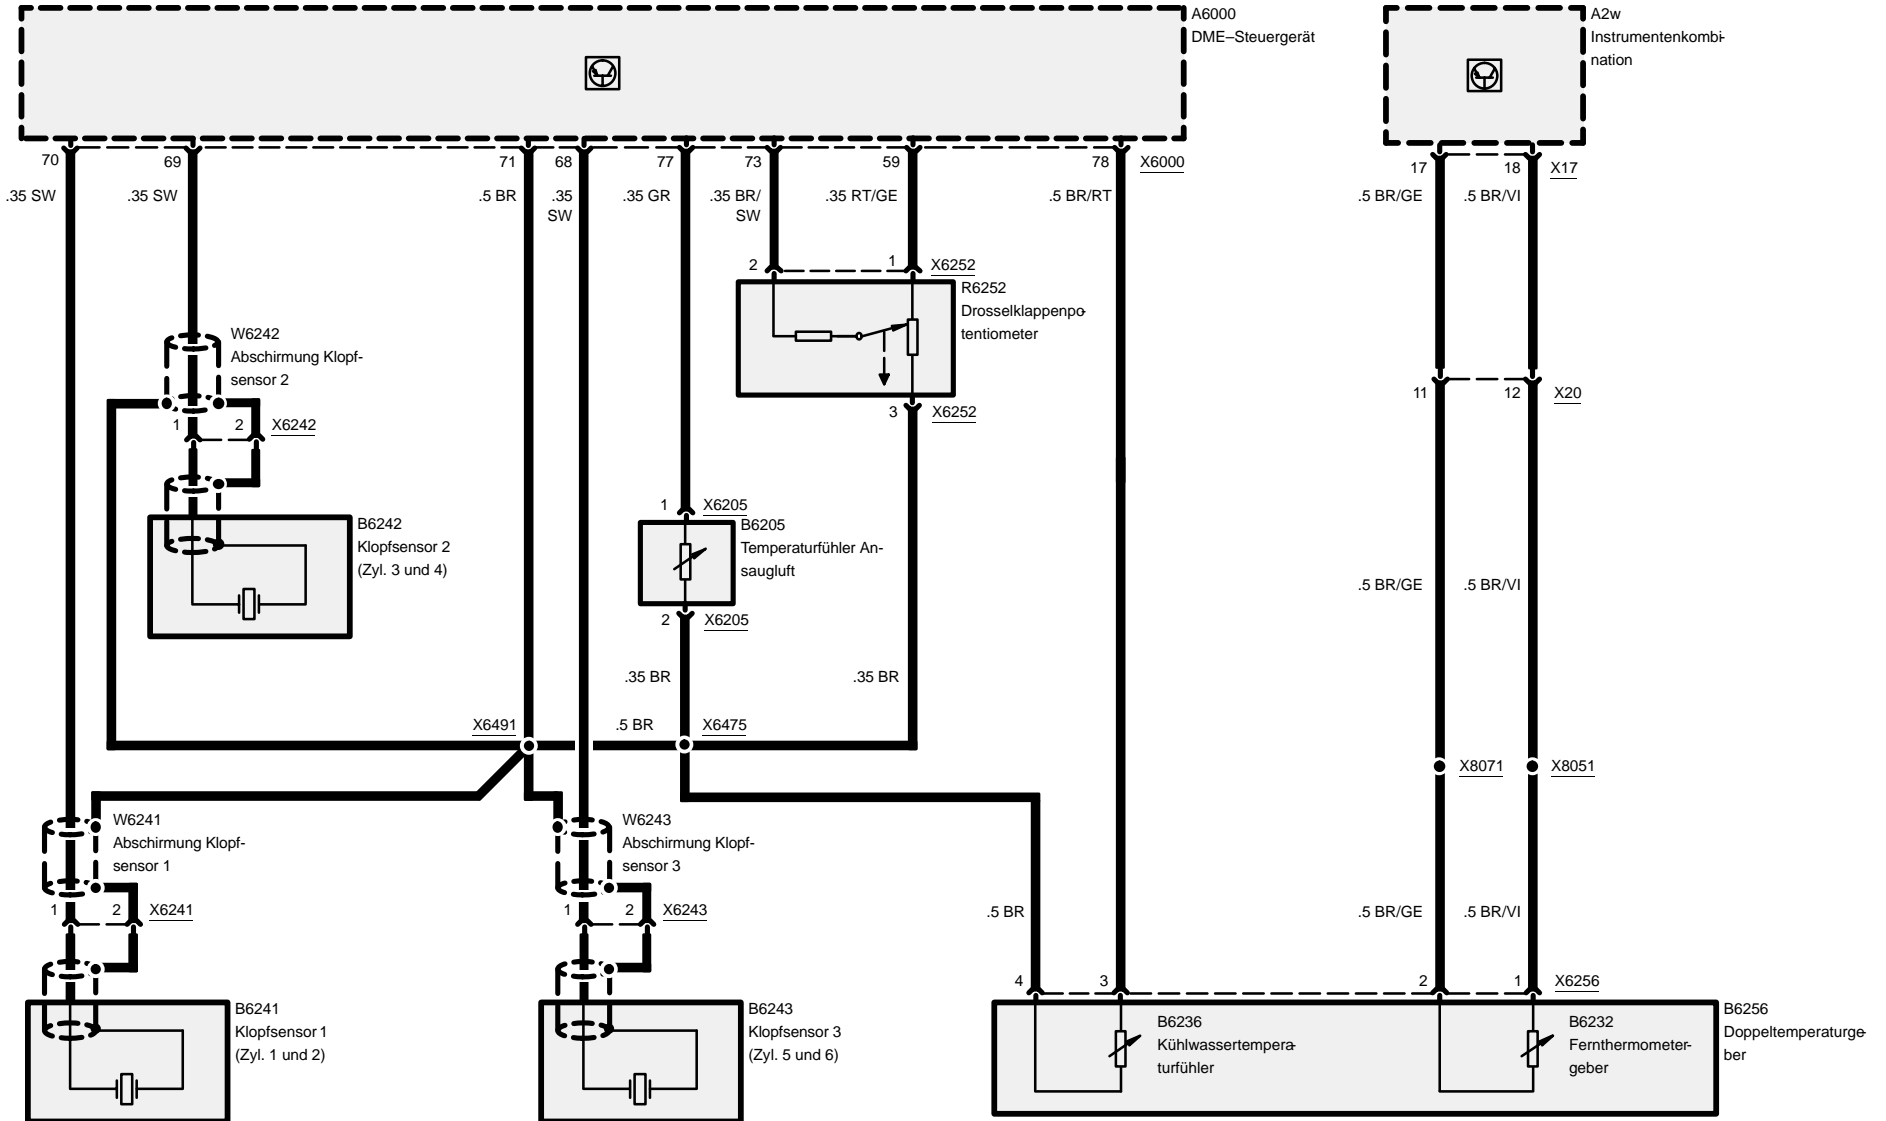 A6000
DME–Steuergerät
A2w
Instrumentenkombi-
nation
70
69
71
68
77
73
59
78
X6000
17
18
X17
.35 SW
.35 SW
.5 BR
.35
SW
.35 GR
.35 BR/
SW
.35 RT/GE
.5 BR/RT
.5 BR/GE
.5 BR/VI
2
1
X6252
R6252
Drosselklappenpo-
tentiometer
W6242
Abschirmung Klopf-
sensor 2
11
12
X20
3
X6252
1
2
X6242
1
X6205
B6205
Temperaturfühler An-
saugluft
B6242
Klopfsensor 2
(Zyl. 3 und 4)
.5 BR/GE
.5 BR/VI
2
X6205
.35 BR
.35 BR
X6491
.5 BR
X6475
X8071
X8051
W6241
Abschirmung Klopf-
sensor 1
W6243
Abschirmung Klopf-
sensor 3
1
2
X6241
1
2
X6243
.5 BR
.5 BR/GE
.5 BR/VI
4
3
2
1
X6256
B6241
Klopfsensor 1
(Zyl. 1 und 2)
B6243
Klopfsensor 3
(Zyl. 5 und 6)
B6236
Kühlwassertempera-
turfühler
B6232
Fernthermometer-
geber
B6256
Doppeltemperaturge-
ber